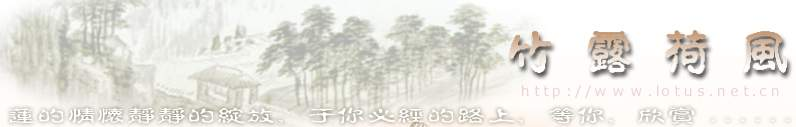 竹露荷風
http://www.lotus.net.cn
蓮的情懷靜靜的綻放，于你必經的路上，等你，欣賞 ......